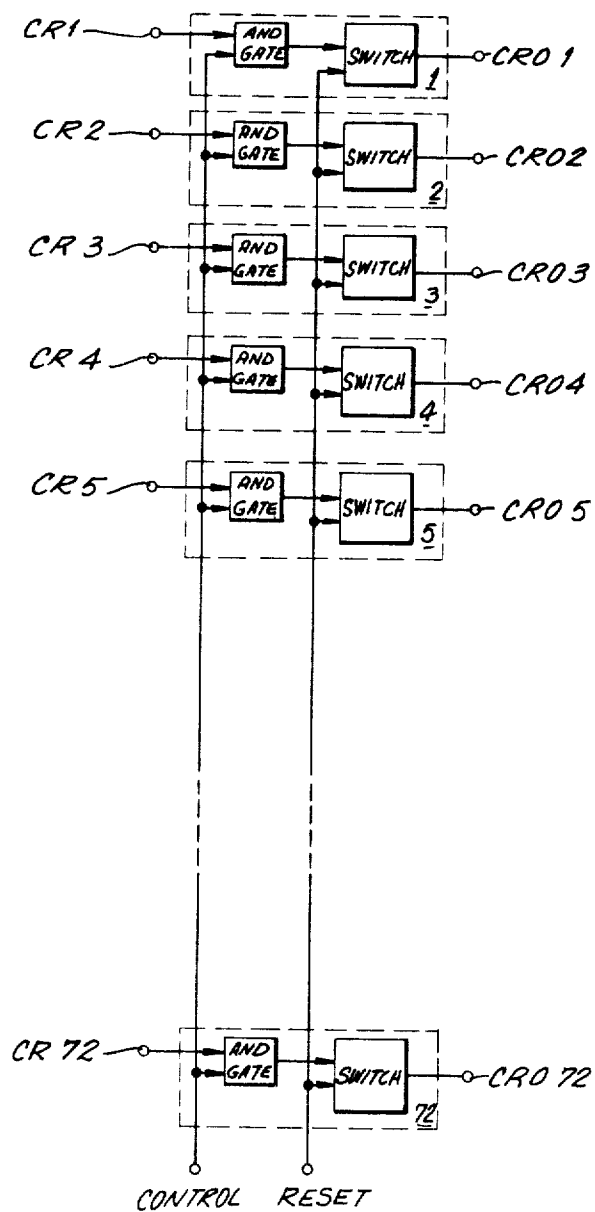 CR1
AND
GATE
SWITCH
1
CRO 1
CR2
AND
GATE
SWITCH
2
CRO2
CR 3
AND
GATE
SWITCH
3
CRO3
CR 4
AND
GATE
SWITCH
4
CRO4
CR5
AND
GATE
SWITCH
5
CRO 5
CR 72
AND
GATE
SWITCH
72
CRO 72
CONTROL RESET